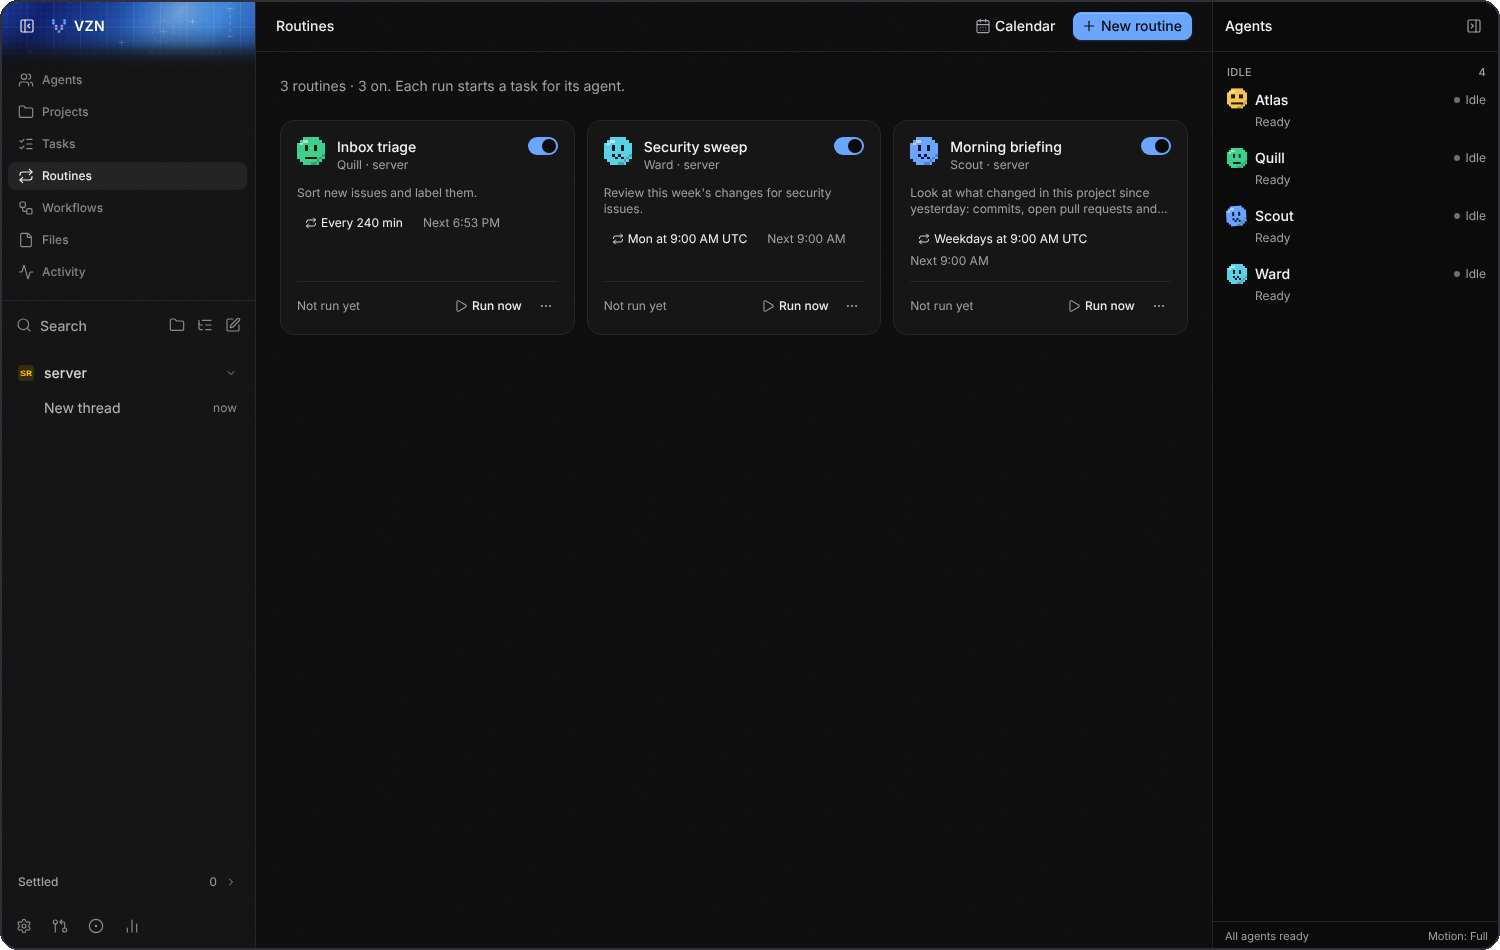 VZN
Agents
Projects
Tasks
Routines
Workflows
Files
Activity
Search
SR server
New thread now
Settled 0
Routines
Calendar
New routine
3 routines · 3 on. Each run starts a task for its agent.
Inbox triage
Quill · server
Sort new issues and label them.
Every 240 min Next 6:53 PM
Not run yet Run now
Security sweep
Ward · server
Review this week's changes for security
issues.
Mon at 9:00 AM UTC Next 9:00 AM
Not run yet Run now
Morning briefing
Scout · server
Look at what changed in this project since
yesterday: commits, open pull requests and...
Weekdays at 9:00 AM UTC
Next 9:00 AM
Not run yet Run now
Agents
IDLE 4
Atlas Idle
Ready
Quill Idle
Ready
Scout Idle
Ready
Ward Idle
Ready
All agents ready Motion: Full